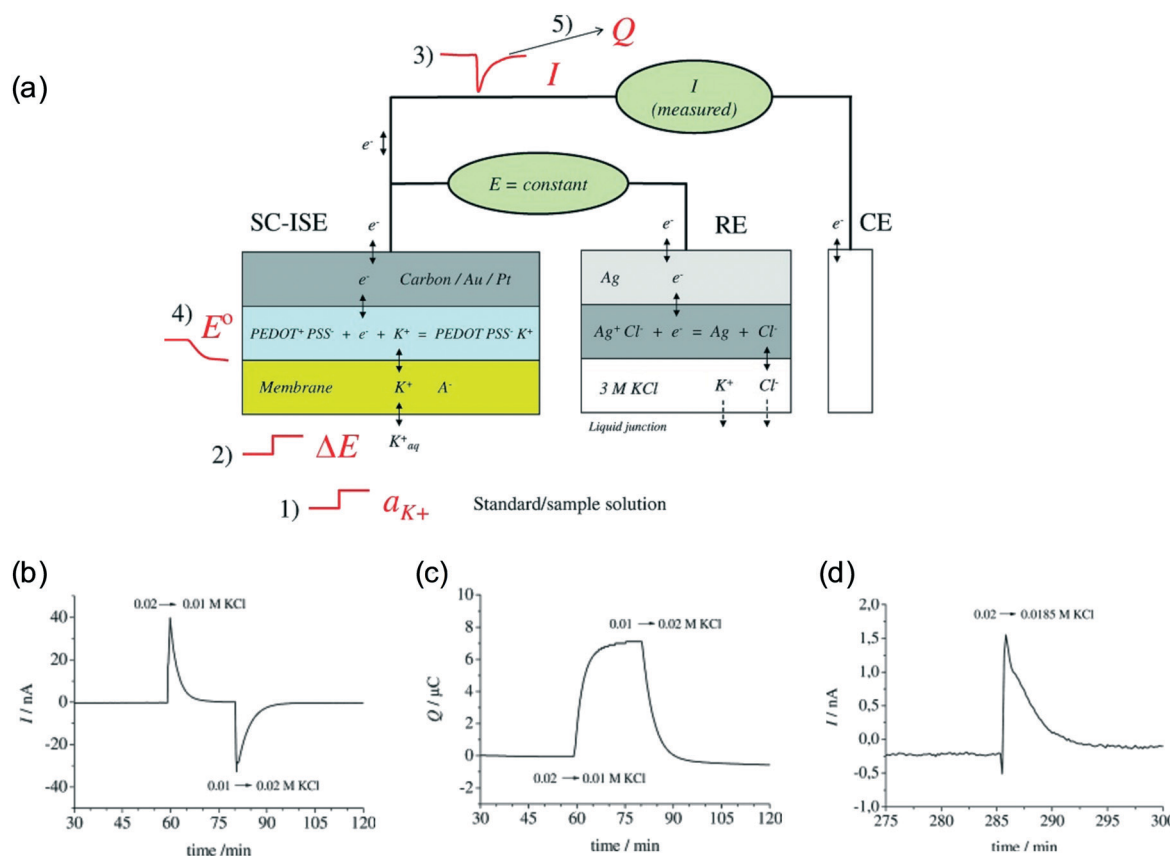 (a)
5)
Q
3)
I
I
(measured)
e-
E = constant
SC-ISE
e-
RE
e-
CE
e-
Carbon / Au / Pt
e-
Ag
e-
4)
E°
PEDOT⁺ PSS⁻ + e⁻ + K⁺ = PEDOT PSS⁻ K⁺
Ag⁺ Cl⁻ + e⁻ = Ag + Cl⁻
Membrane K⁺ A⁻
3 M KCl K⁺ Cl⁻
Liquid junction
2)
ΔE
K⁺aq
1)
aK+
Standard/sample solution
(b)
0.02 → 0.01 M KCl
40
20
0
-20
-40
I / nA
0.01 → 0.02 M KCl
30 45 60 75 90 105 120
time /min
(c)
10
8
6
4
2
0
-2
Q / µC
0.01 → 0.02 M KCl
0.02 → 0.01 M KCl
30 45 60 75 90 105 120
time / min
(d)
2,0
1,5
1,0
0,5
0,0
-0,5
-1,0
I / nA
0.02 → 0.0185 M KCl
275 280 285 290 295 300
time / min